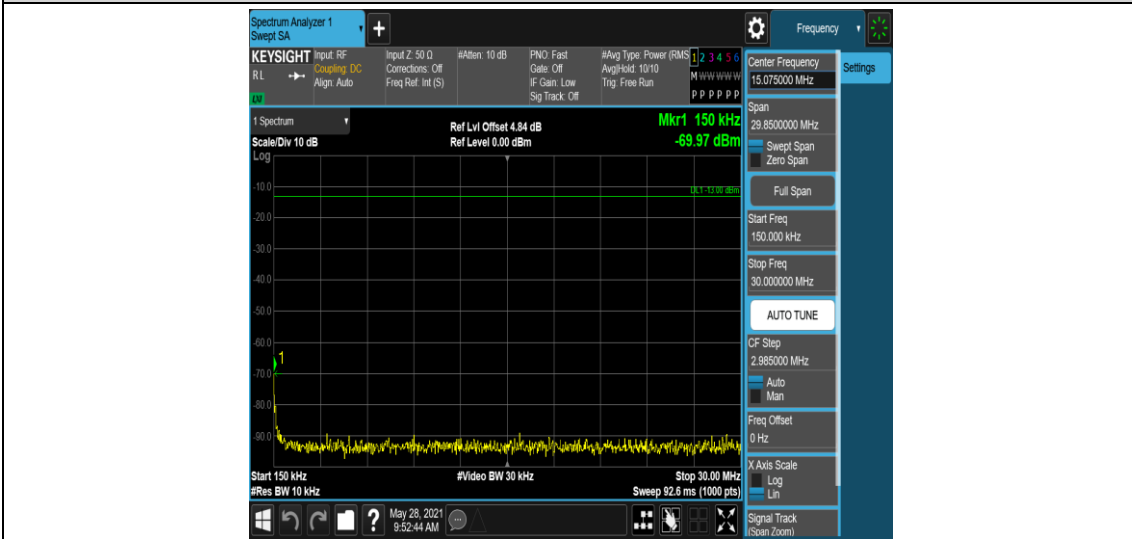 Spectrum Analyzer 1
Swept SA
+
Frequency
KEYSIGHT
RL
LNI
Input: RF
Coupling: DC
Align: Auto
Input Z: 50 Ω
Corrections: Off
Freq Ref: Int (S)
#Atten: 10 dB
PNO: Fast
Gate: Off
IF Gain: Low
Sig Track: Off
#Avg Type: Power (RMS
Avg|Hold: 10/10
Trig: Free Run
1 2 3 4 5 6
M W W W W W
P P P P P P
1 Spectrum
Scale/Div 10 dB
Log
Ref Lvl Offset 4.84 dB
Ref Level 0.00 dBm
Mkr1 150 kHz
-69.97 dBm
DL1 -13.00 dBm
-10.0
-20.0
-30.0
-40.0
-50.0
-60.0
1
-70.0
-80.0
-90.0
Start 150 kHz
#Res BW 10 kHz
#Video BW 30 kHz
Stop 30.00 MHz
Sweep 92.6 ms (1000 pts)
?
May 28, 2021
9:52:44 AM
Center Frequency
15.075000 MHz
Settings
Span
29.8500000 MHz
Swept Span
Zero Span
Full Span
Start Freq
150.000 kHz
Stop Freq
30.000000 MHz
AUTO TUNE
CF Step
2.985000 MHz
Auto
Man
Freq Offset
0 Hz
X Axis Scale
Log
Lin
Signal Track
(Span Zoom)